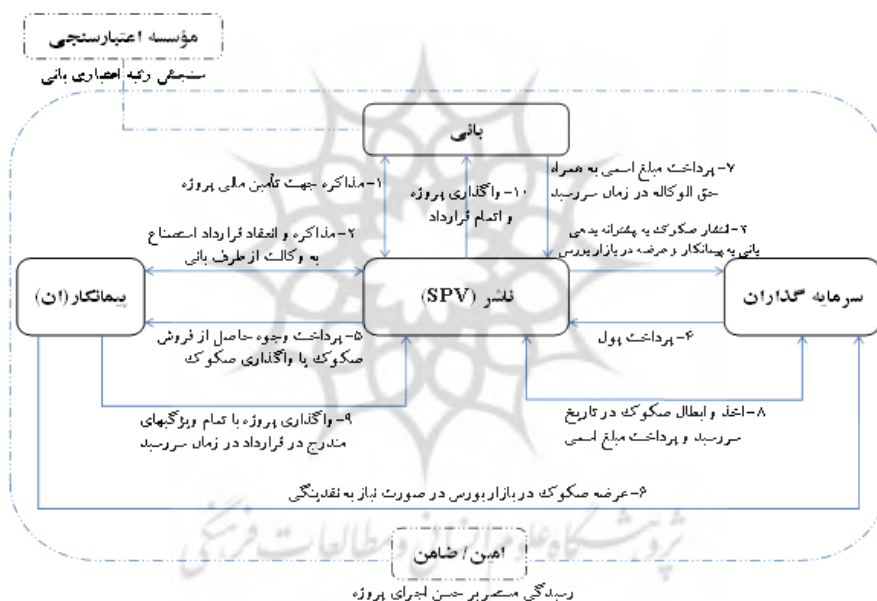 مؤسسه اعتبارسنجی
سنجش رتبه اعتباری بانی
بانی
۱- مذاکره جهت تأمین مالی پروژه
۱۰- واگذاری پروژه
و اتمام قرارداد
۷- پرداخت مبلغ اسمی به همراه
حق الوکاله در زمان سررسید
۲- مذاکره و انعقاد قرارداد استصناع
به وکالت از طرف بانی
۳- انتشار صکوک به پشتوانه بدهی
بانی به پیمانکار و عرضه در بازار بورس
پیمانکار(ان)
ناشر (SPV)
سرمایه گذاران
۵- پرداخت وجوه حاصل از فروش
صکوک یا واگذاری صکوک
۴- پرداخت پول
۹- واگذاری پروژه با تمام ویژگیهای
مندرج در قرارداد در زمان سررسید
۸- اخذ و ابطال صکوک در تاریخ
سررسید و پرداخت مبلغ اسمی
۶- عرضه صکوک در بازار بورس در صورت نیاز به نقدینگی
پژوهشگاه علوم انسانی و مطالعات فرهنگی
امین / ضامن
رسیدگی مستمر بر حسن اجرای پروژه